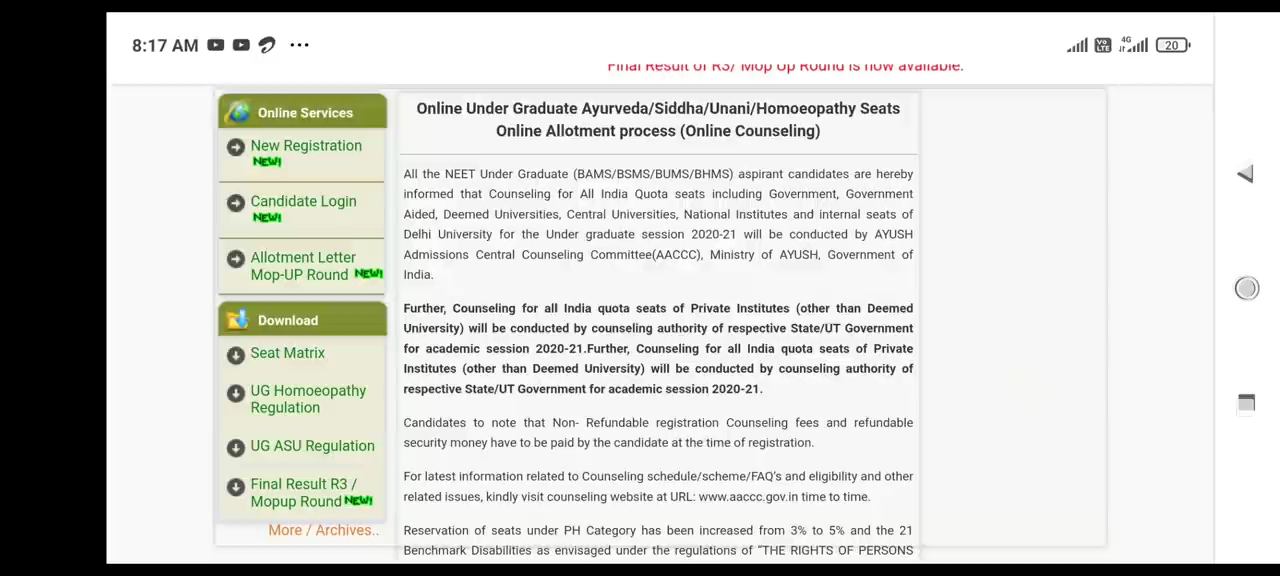 8:17 AM
4G
VO
LTE
20
Final Result of R3/ Mop Up Round is now available.
Online Services
New Registration
NEW!
Candidate Login
NEW!
Allotment Letter
Mop-UP Round NEW!
Download
Seat Matrix
UG Homoeopathy
Regulation
UG ASU Regulation
Final Result R3 /
Mopup Round NEW!
More / Archives..
Online Under Graduate Ayurveda/Siddha/Unani/Homoeopathy Seats
Online Allotment process (Online Counseling)
All the NEET Under Graduate (BAMS/BSMS/BUMS/BHMS) aspirant candidates are hereby
informed that Counseling for All India Quota seats including Government, Government
Aided, Deemed Universities, Central Universities, National Institutes and internal seats of
Delhi University for the Under graduate session 2020-21 will be conducted by AYUSH
Admissions Central Counseling Committee(AACCC), Ministry of AYUSH, Government of
India.
Further, Counseling for all India quota seats of Private Institutes (other than Deemed
University) will be conducted by counseling authority of respective State/UT Government
for academic session 2020-21.Further, Counseling for all India quota seats of Private
Institutes (other than Deemed University) will be conducted by counseling authority of
respective State/UT Government for academic session 2020-21.
Candidates to note that Non- Refundable registration Counseling fees and refundable
security money have to be paid by the candidate at the time of registration.
For latest information related to Counseling schedule/scheme/FAQ's and eligibility and other
related issues, kindly visit counseling website at URL: www.aaccc.gov.in time to time.
Reservation of seats under PH Category has been increased from 3% to 5% and the 21
Benchmark Disabilities as envisaged under the regulations of "THE RIGHTS OF PERSONS